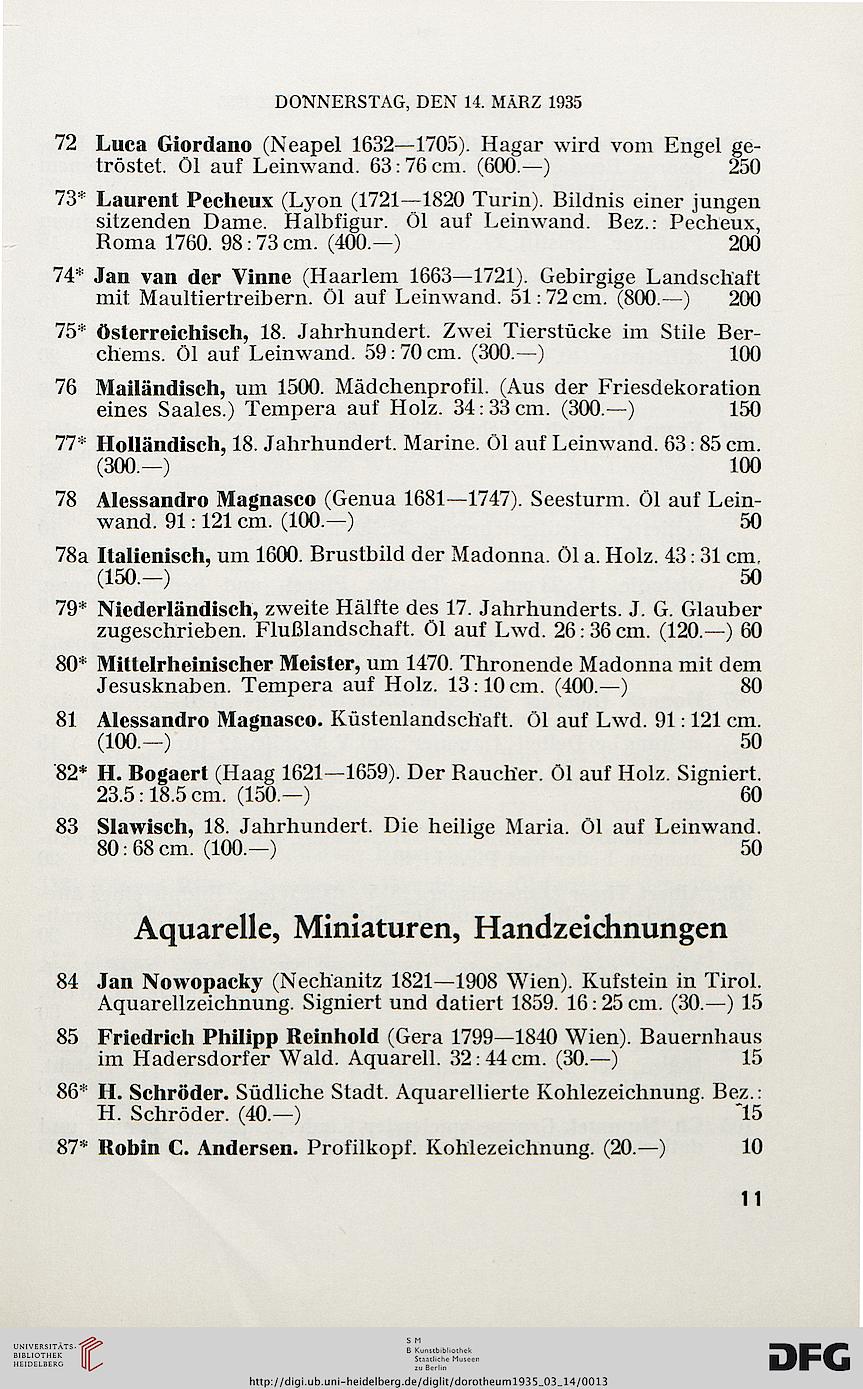 DONNERSTAG, DEN 14. MÄRZ 1935
72 Luca Giordano (Neapel 1632—1705). Hagar wird vom Engel ge-
tröstet. Öl auf Leinwand. 63 : 76 cm. (600.—) 250
73* Laurent Pecheux (Lyon (1721—1820 Turin). Bildnis einer jungen
sitzenden Dame. Halbfigur. Öl auf Leinwand. Bez.: Pecheux,
Roma 1760. 98 : 73 cm. (400.—) 200
74* Jan van der Vinne (Haarlem 1663—1721). Gebirgige Landschaft
mit Maultiertreibern. Öl auf Leinwand. 51 : 72 cm. (800.—) 200
75* Österreichisch, 18. Jahrhundert. Zwei Tierstücke im Stile Ber-
chems. Öl auf Leinwand. 59 : 70 cm. (300.—) 100
76 Mailändisch, um 1500. Mädchenprofil. (Aus der Friesdekoration
eines Saales.) Tempera auf Holz. 34 : 33 cm. (300.—) 150
77* Holländisch, 18. Jahrhundert. Marine. Öl auf Leinwand. 63 : 85 cm.
(300.—) 100
78 Alessandro Magnasco (Genua 1681—1747). Seesturm. Öl auf Lein-
wand. 91 : 121 cm. (100.—) 50
78a Italienisch, um 1600. Brustbild der Madonna. Öl a. Holz. 43 : 31 cm.
(150.—) 50
79* Niederländisch, zweite Hälfte des 17. Jahrhunderts. J. G. Glauber
zugeschrieben. Flußlandschaft. Öl auf Lwd. 26 : 36 cm. (120.—) 60
80* Mittelrheinischer Meister, um 1470. Thronende Madonna mit dem
Jesusknaben. Tempera auf Holz. 13 : 10 cm. (400.—) 80
81 Alessandro Magnasco. Küstenlandschaft. Öl auf Lwd. 91 : 121 cm.
(100.—) 50
82* H. Bogaert (Haag 1621—1659). Der Raucher. Öl auf Holz. Signiert.
23.5 : 18.5 cm. (150.—) 60
83 Slawisch, 18. Jahrhundert. Die heilige Maria. Öl auf Leinwand.
80 : 68 cm. (100.—) 50
Aquarelle, Miniaturen, Handzeichnungen
84 Jan Nowopacky (Nechanitz 1821—1908 Wien). Kufstein in Tirol.
Aquarellzeichnung. Signiert und datiert 1859. 16 : 25 cm. (30.—) 15
85 Friedrich Philipp Reinhold (Gera 1799—1840 Wien). Bauernhaus
im Hadersdorfer Wald. Aquarell. 32 : 44 cm. (30.—) 15
86* H. Schröder. Südliche Stadt. Aquarellierte Kohlezeichnung. Bez.:
H. Schröder. (40.—) 15
87* Robin C. Andersen. Profilkopf. Kohlezeichnung. (20.—) 10
11
UNIVERSITÄTS-
BIBLIOTHEK
HEIDELBERG
S M
B Kunstbibliothek
Staatliche Museen
zu Berlin
DFG
http://digi.ub.uni-heidelberg.de/diglit/dorotheum1935_03_14/0013